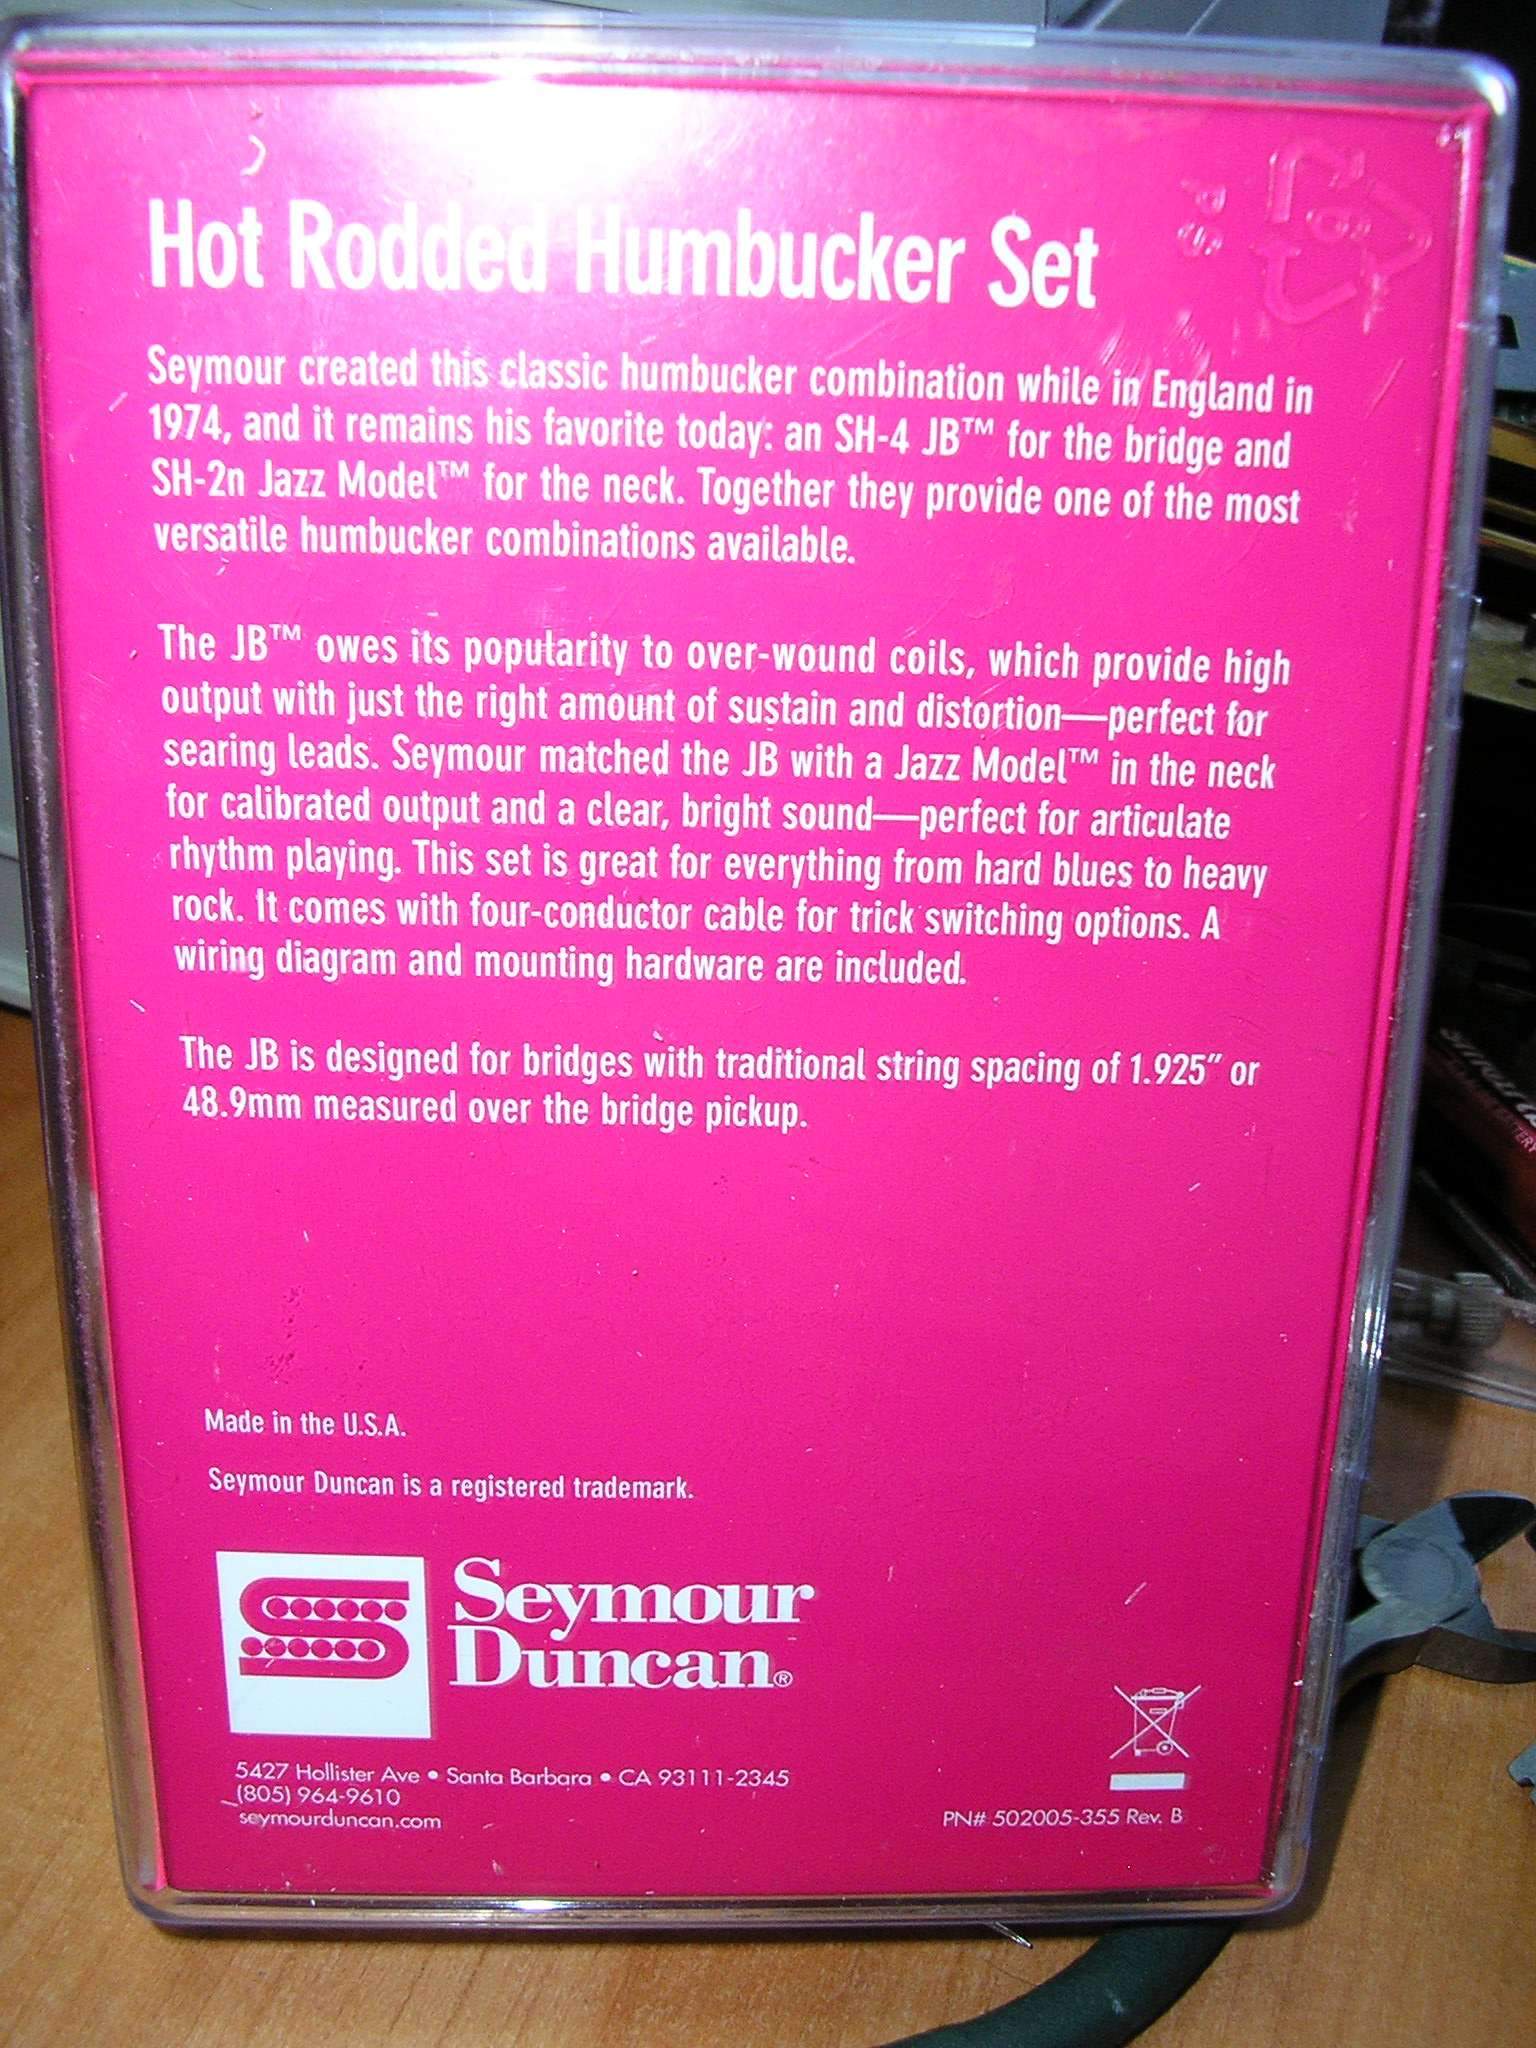 Hot Rodded Humbucker Set
Seymour created this classic humbucker combination while in England in
1974, and it remains his favorite today: an SH-4 JB™ for the bridge and
SH-2n Jazz Model™ for the neck. Together they provide one of the most
versatile humbucker combinations available.
The JB™ owes its popularity to over-wound coils, which provide high
output with just the right amount of sustain and distortion—perfect for
searing leads. Seymour matched the JB with a Jazz Model™ in the neck
for calibrated output and a clear, bright sound—perfect for articulate
rhythm playing. This set is great for everything from hard blues to heavy
rock. It comes with four-conductor cable for trick switching options. A
wiring diagram and mounting hardware are included.
The JB is designed for bridges with traditional string spacing of 1.925” or
48.9mm measured over the bridge pickup.
Made in the U.S.A.
Seymour Duncan is a registered trademark.
Seymour
Duncan®
5427 Hollister Ave • Santa Barbara • CA 93111-2345
(805) 964-9610
seymourduncan.com
PN# 502005-355 Rev. B